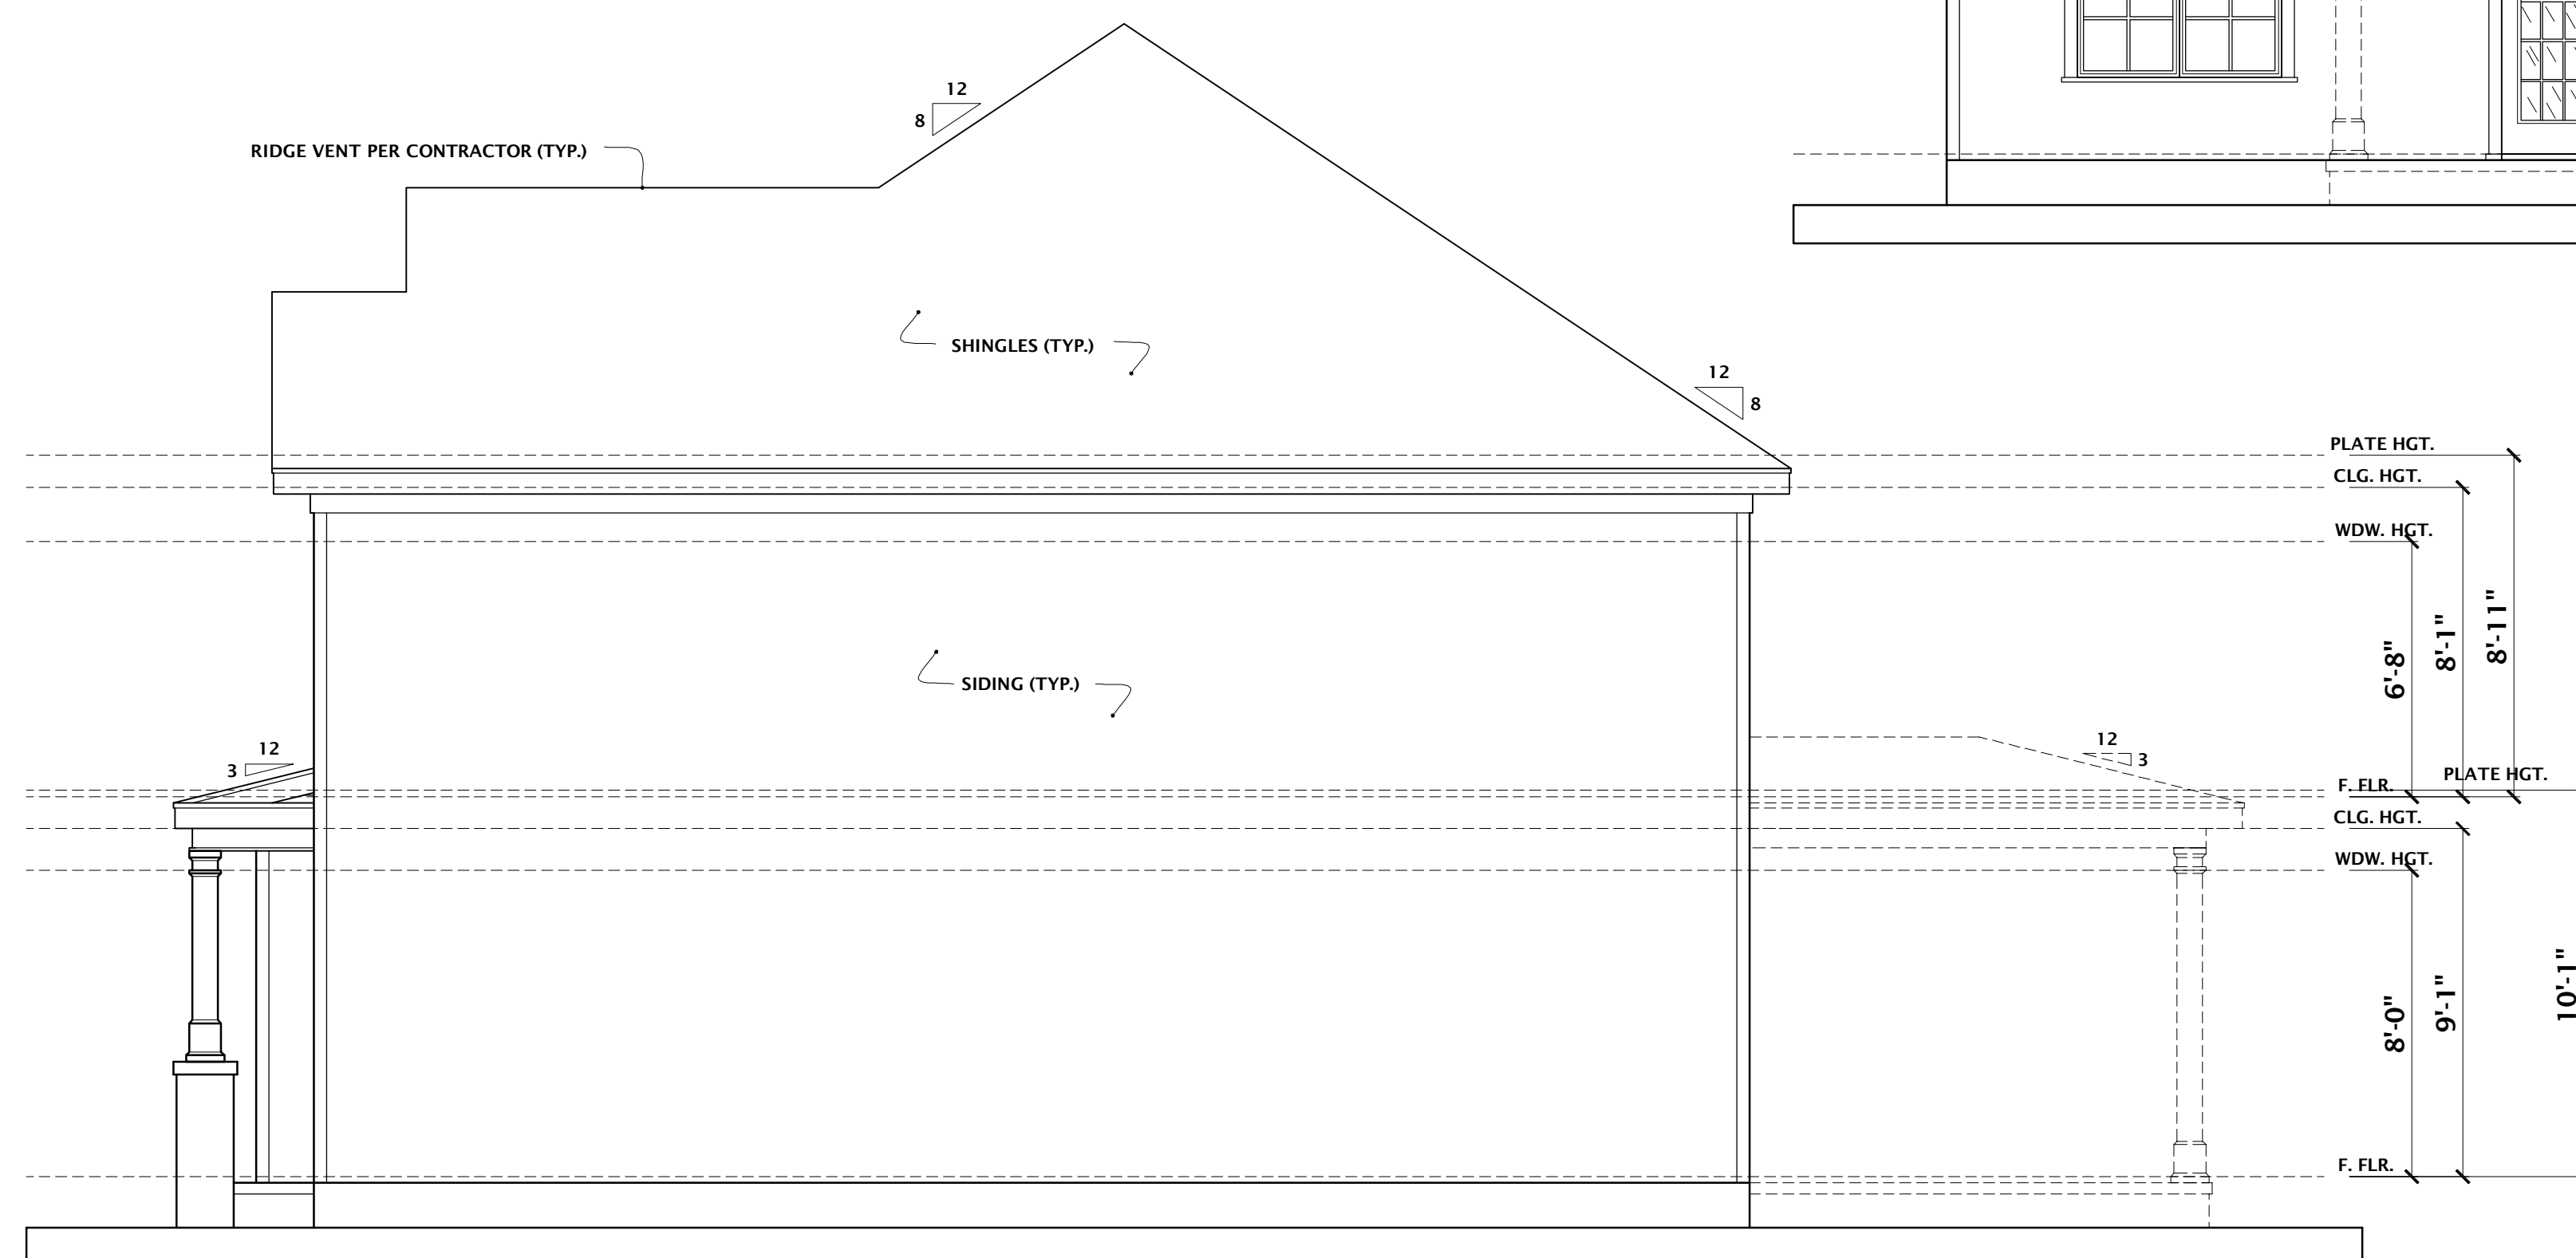 12
8
RIDGE VENT PER CONTRACTOR (TYP.)
SHINGLES (TYP.)
12
8
PLATE HGT.
CLG. HGT.
WDW. HGT.
6'-8"
8'-1"
8'-11"
SIDING (TYP.)
12
3
12
3
PLATE HGT.
F. FLR.
CLG. HGT.
WDW. HGT.
8'-0"
9'-1"
10'-1"
F. FLR.